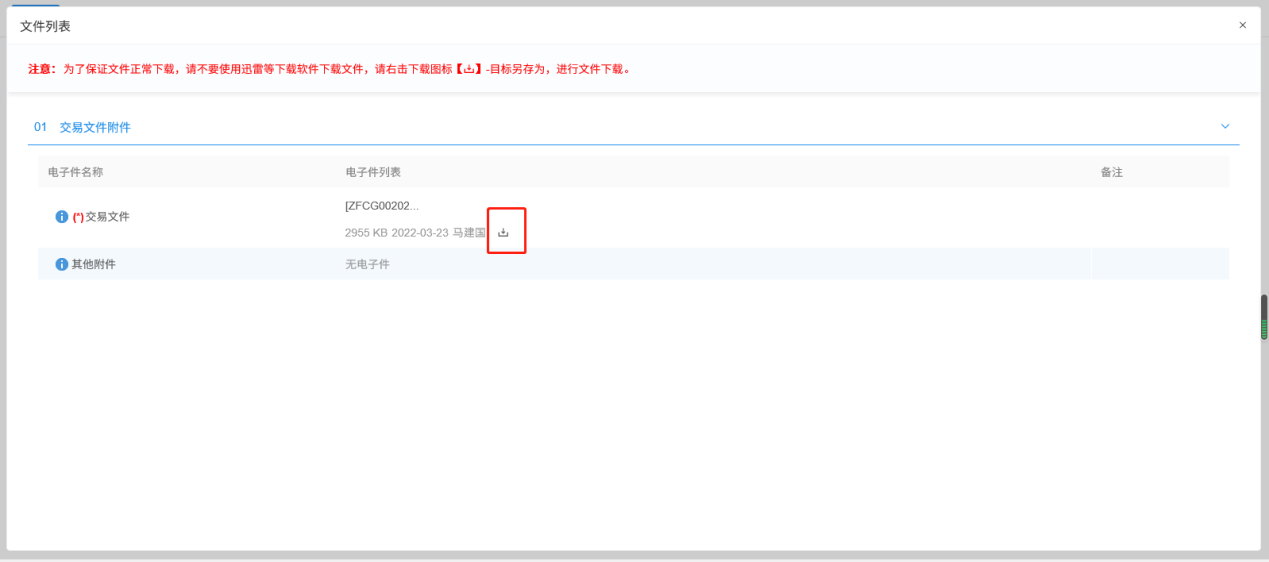 文件列表
注意：为了保证文件正常下载，请不要使用迅雷等下载软件下载文件，请右击下载图标【】-目标另存为，进行文件下载。
01 交易文件附件
电子件名称 电子件列表 备注
(*)交易文件 [ZFCG00202...
2955 KB 2022-03-23 马建国
其他附件 无电子件